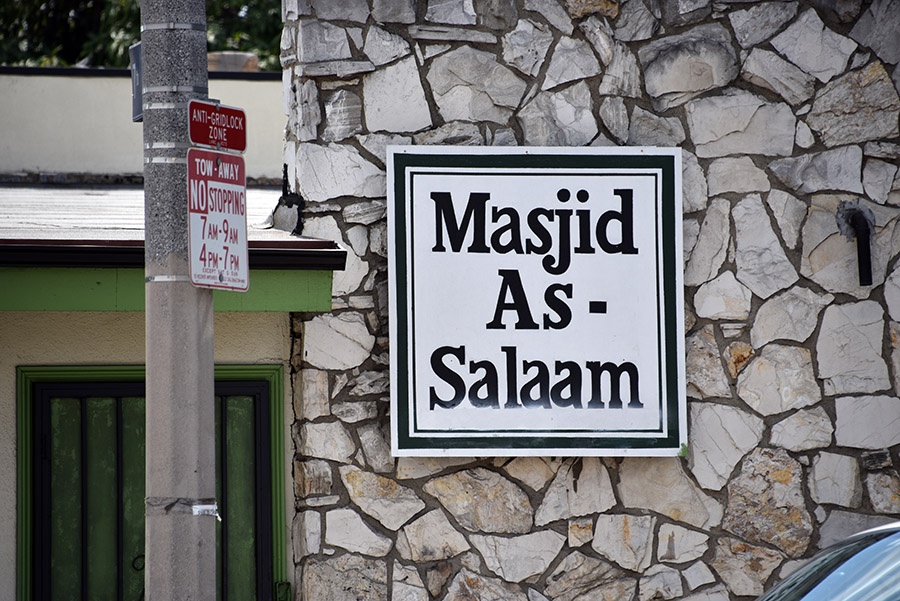 ANTI-GRIDLOCK
ZONE
TOW-AWAY
NO STOPPING
7AM-9AM
4PM-7PM
Masjid
As-
Salaam